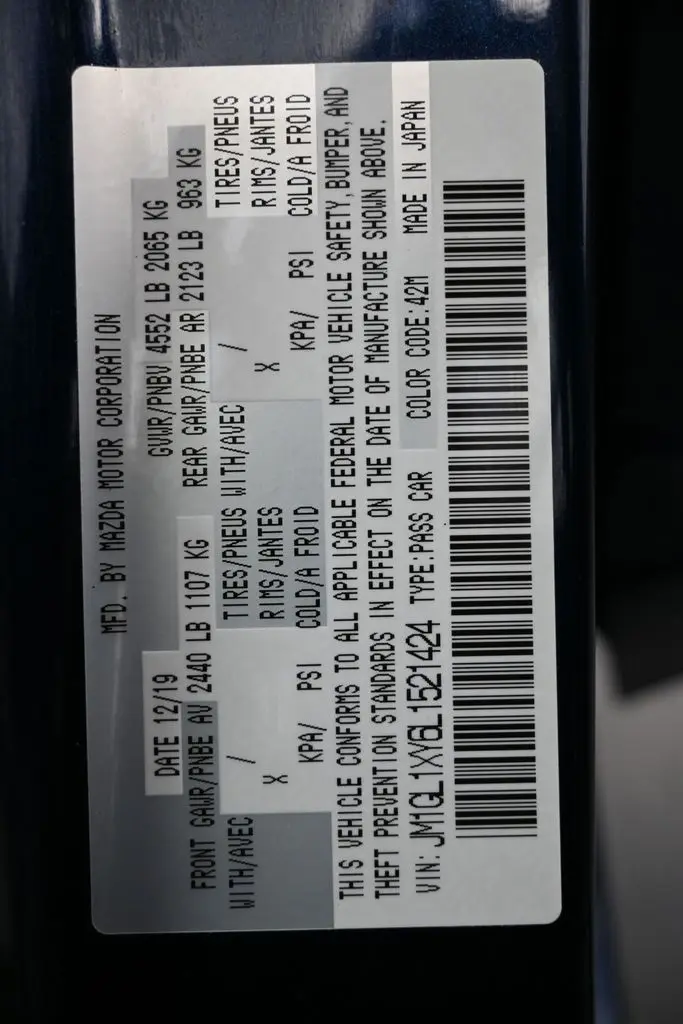 MFD. BY MAZDA MOTOR CORPORATION
DATE 12/19 GVWR/PNBV 4552 LB 2065 KG
FRONT GAWR/PNBE AV 2440 LB 1107 KG REAR GAWR/PNBE AR 2123 LB 963 KG
WITH/AVEC / TIRES/PNEUS WITH/AVEC / TIRES/PNEUS
X RIMS/JANTES X RIMS/JANTES
KPA/ PSI COLD/A FROID KPA/ PSI COLD/A FROID
THIS VEHICLE CONFORMS TO ALL APPLICABLE FEDERAL MOTOR VEHICLE SAFETY, BUMPER, AND
THEFT PREVENTION STANDARDS IN EFFECT ON THE DATE OF MANUFACTURE SHOWN ABOVE.
VIN: JM1GL1XY6L1521424 TYPE:PASS CAR COLOR CODE:42M MADE IN JAPAN